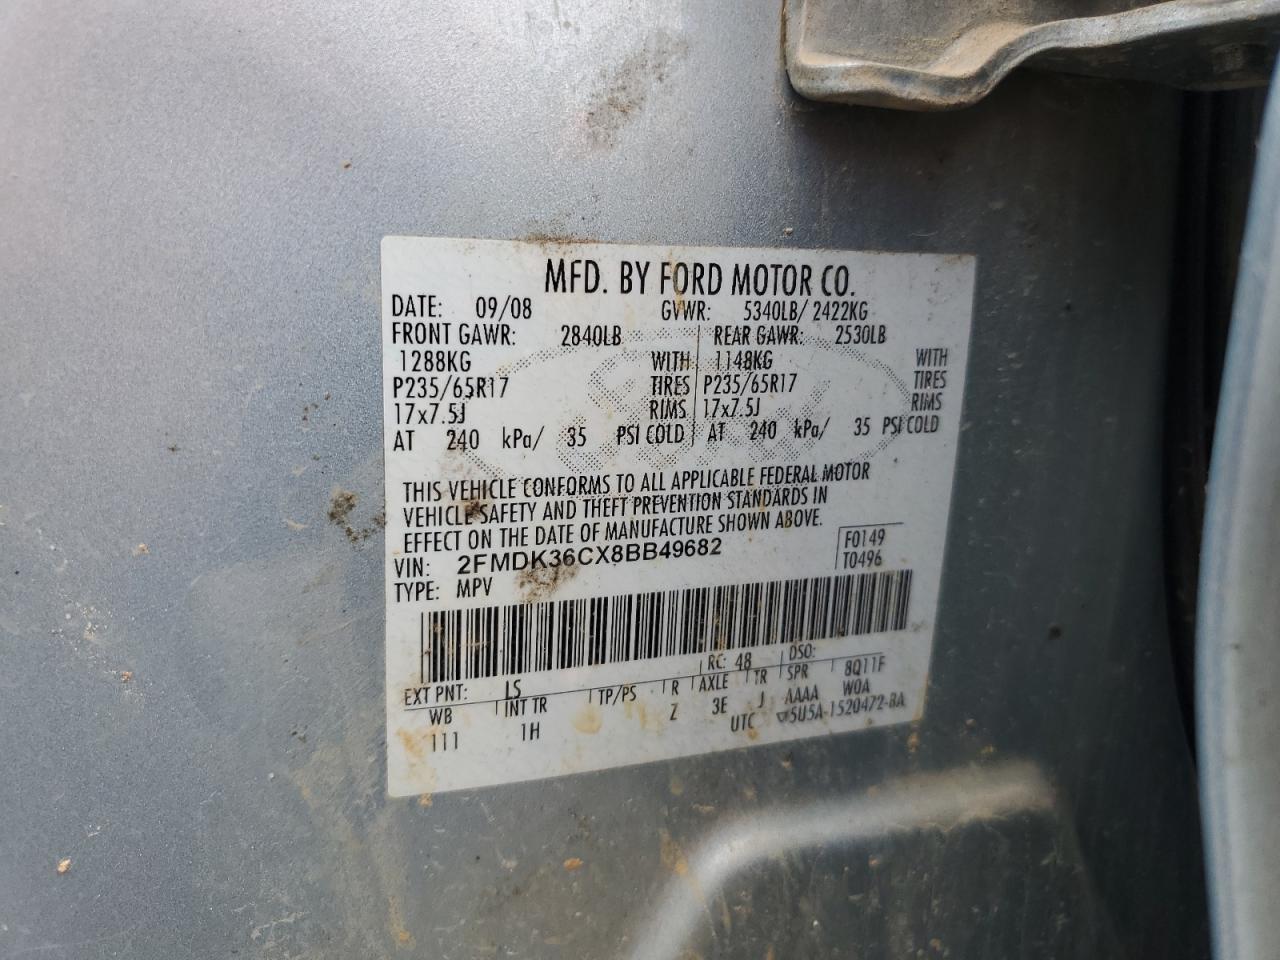 MFD. BY FORD MOTOR CO.
DATE: 09/08 GVWR: 5340LB/ 2422KG
FRONT GAWR: 2840LB REAR GAWR: 2530LB
1288KG WITH 1148KG WITH
P235/65R17 TIRES P235/65R17 TIRES
17x7.5J RIMS 17x7.5J RIMS
AT 240 kPa/ 35 PSI COLD AT 240 kPa/ 35 PSI COLD
THIS VEHICLE CONFORMS TO ALL APPLICABLE FEDERAL MOTOR
VEHICLE SAFETY AND THEFT PREVENTION STANDARDS IN
EFFECT ON THE DATE OF MANUFACTURE SHOWN ABOVE.
VIN: 2FMDK36CX8BB49682 F0149
TYPE: MPV T0496
EXT PNT: LS RC: 48 DSO:
WB INT TR TP/PS R AXLE TR SPR 8Q11F
111 1H Z 3E J AAAA W0A
UTC 5U5A-1520472-BA